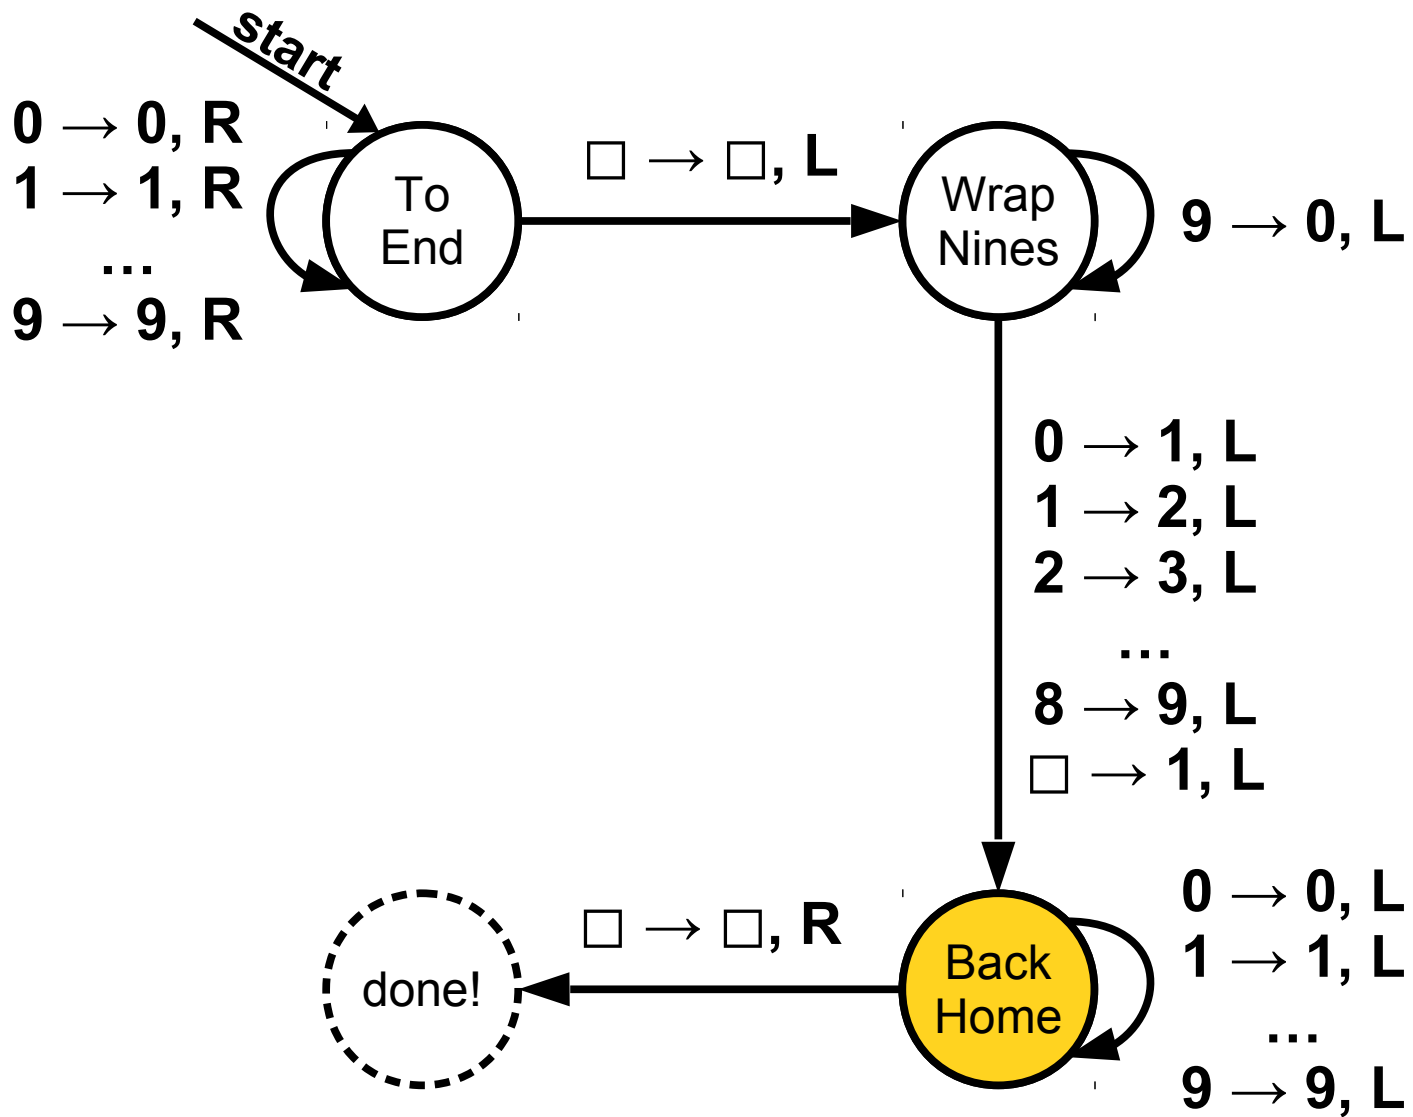 start
0 → 0, R
1 → 1, R
...
9 → 9, R
To
End
□ → □, L
Wrap
Nines
9 → 0, L
0 → 1, L
1 → 2, L
2 → 3, L
...
8 → 9, L
□ → 1, L
done!
□ → □, R
Back
Home
0 → 0, L
1 → 1, L
...
9 → 9, L